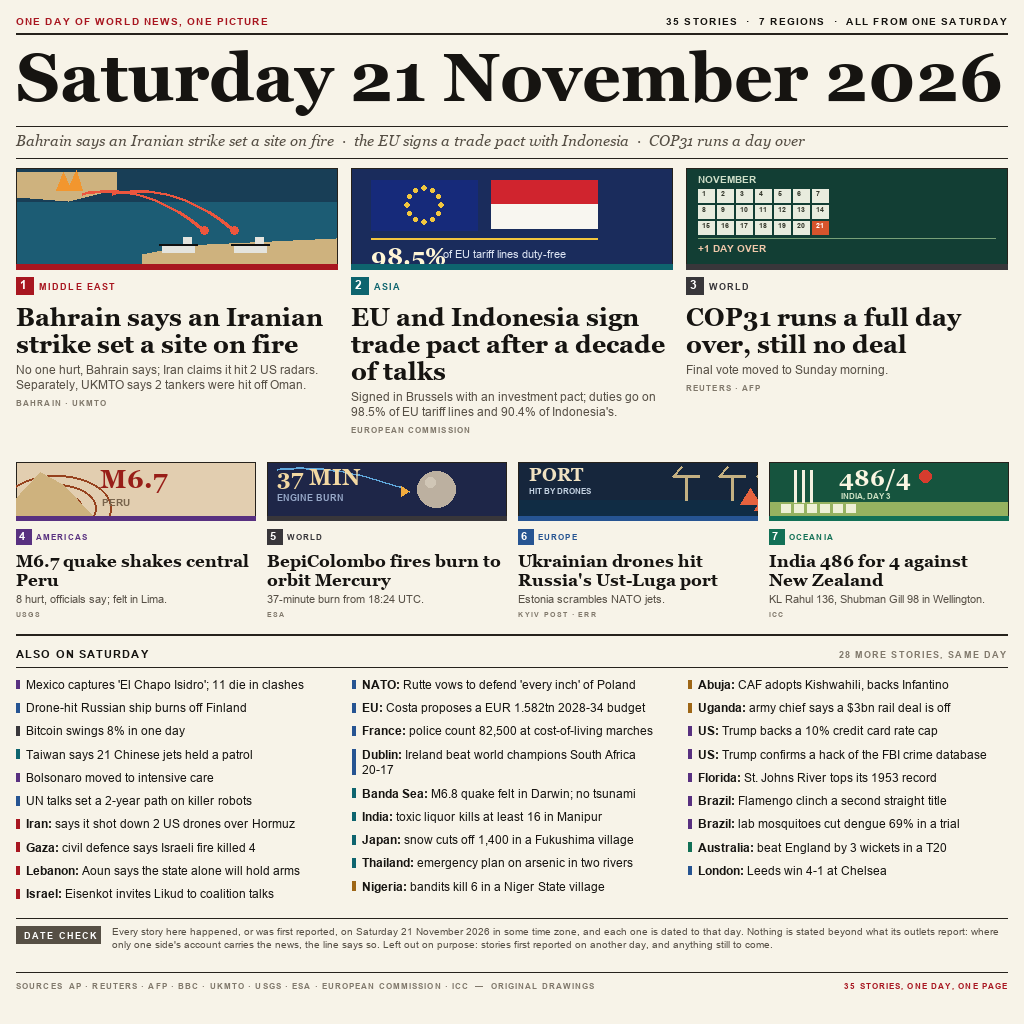 ONE DAY OF WORLD NEWS, ONE PICTURE
35 STORIES · 7 REGIONS · ALL FROM ONE SATURDAY
Saturday 21 November 2026
Bahrain says an Iranian strike set a site on fire · the EU signs a trade pact with Indonesia · COP31 runs a day over
98.5% of EU tariff lines duty-free
NOVEMBER
1 2 3 4 5 6 7
8 9 10 11 12 13 14
15 16 17 18 19 20 21
+1 DAY OVER
1 MIDDLE EAST
Bahrain says an Iranian
strike set a site on fire
No one hurt, Bahrain says; Iran claims it hit 2 US radars.
Separately, UKMTO says 2 tankers were hit off Oman.
BAHRAIN · UKMTO
2 ASIA
EU and Indonesia sign
trade pact after a decade
of talks
Signed in Brussels with an investment pact; duties go on
98.5% of EU tariff lines and 90.4% of Indonesia's.
EUROPEAN COMMISSION
3 WORLD
COP31 runs a full day
over, still no deal
Final vote moved to Sunday morning.
REUTERS · AFP
M6.7
PERU
4 AMERICAS
M6.7 quake shakes central
Peru
8 hurt, officials say; felt in Lima.
USGS
37 MIN
ENGINE BURN
5 WORLD
BepiColombo fires burn to
orbit Mercury
37-minute burn from 18:24 UTC.
ESA
PORT
HIT BY DRONES
6 EUROPE
Ukrainian drones hit
Russia's Ust-Luga port
Estonia scrambles NATO jets.
KYIV POST · ERR
486/4
INDIA, DAY 3
7 OCEANIA
India 486 for 4 against
New Zealand
KL Rahul 136, Shubman Gill 98 in Wellington.
ICC
ALSO ON SATURDAY
28 MORE STORIES, SAME DAY
Mexico captures 'El Chapo Isidro'; 11 die in clashes
Drone-hit Russian ship burns off Finland
Bitcoin swings 8% in one day
Taiwan says 21 Chinese jets held a patrol
Bolsonaro moved to intensive care
UN talks set a 2-year path on killer robots
Iran: says it shot down 2 US drones over Hormuz
Gaza: civil defence says Israeli fire killed 4
Lebanon: Aoun says the state alone will hold arms
Israel: Eisenkot invites Likud to coalition talks
NATO: Rutte vows to defend 'every inch' of Poland
EU: Costa proposes a EUR 1.582tn 2028-34 budget
France: police count 82,500 at cost-of-living marches
Dublin: Ireland beat world champions South Africa
20-17
Banda Sea: M6.8 quake felt in Darwin; no tsunami
India: toxic liquor kills at least 16 in Manipur
Japan: snow cuts off 1,400 in a Fukushima village
Thailand: emergency plan on arsenic in two rivers
Nigeria: bandits kill 6 in a Niger State village
Abuja: CAF adopts Kishwahili, backs Infantino
Uganda: army chief says a $3bn rail deal is off
US: Trump backs a 10% credit card rate cap
US: Trump confirms a hack of the FBI crime database
Florida: St. Johns River tops its 1953 record
Brazil: Flamengo clinch a second straight title
Brazil: lab mosquitoes cut dengue 69% in a trial
Australia: beat England by 3 wickets in a T20
London: Leeds win 4-1 at Chelsea
DATE CHECK
Every story here happened, or was first reported, on Saturday 21 November 2026 in some time zone, and each one is dated to that day. Nothing is stated beyond what its outlets report: where
only one side's account carries the news, the line says so. Left out on purpose: stories first reported on another day, and anything still to come.
SOURCES AP · REUTERS · AFP · BBC · UKMTO · USGS · ESA · EUROPEAN COMMISSION · ICC — ORIGINAL DRAWINGS
35 STORIES, ONE DAY, ONE PAGE